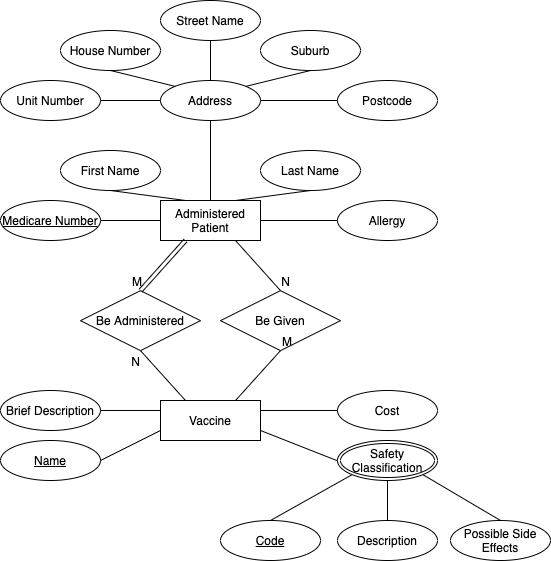 Street Name
House Number
Suburb
Unit Number
Address
Postcode
First Name
Last Name
Medicare Number
Administered
Patient
Allergy
M
N
Be Administered
Be Given
M
N
Brief Description
Vaccine
Cost
Name
Safety
Classification
Code
Description
Possible Side
Effects